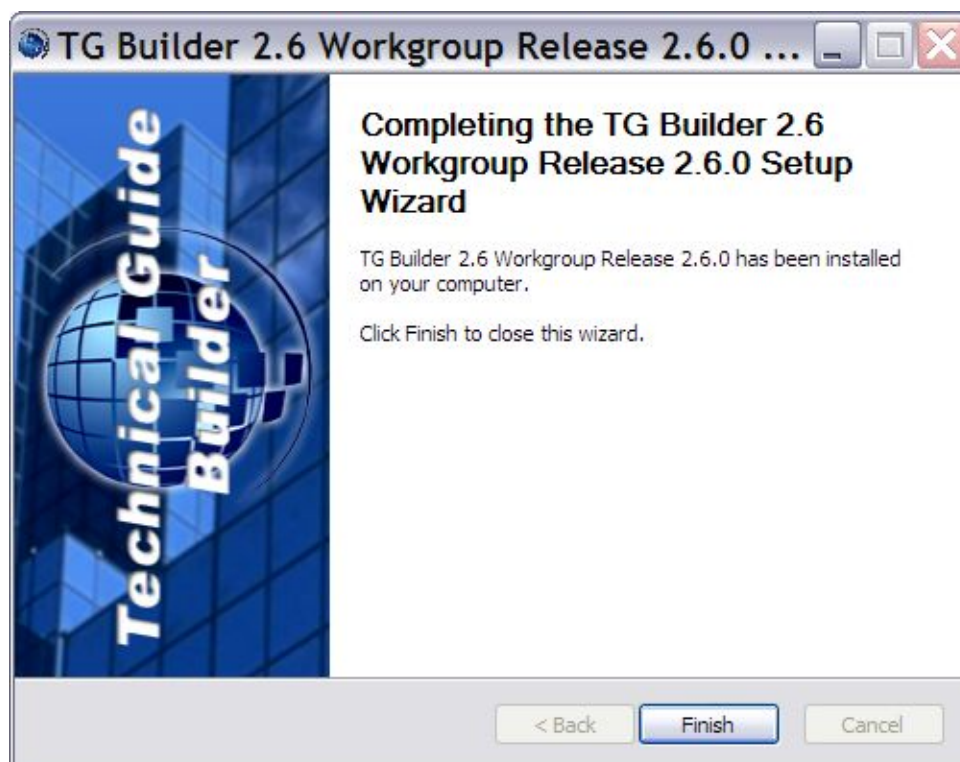 TG Builder 2.6 Workgroup Release 2.6.0 ...
Technical Guide
Builder
Completing the TG Builder 2.6
Workgroup Release 2.6.0 Setup
Wizard
TG Builder 2.6 Workgroup Release 2.6.0 has been installed
on your computer.
Click Finish to close this wizard.
< Back
Finish
Cancel